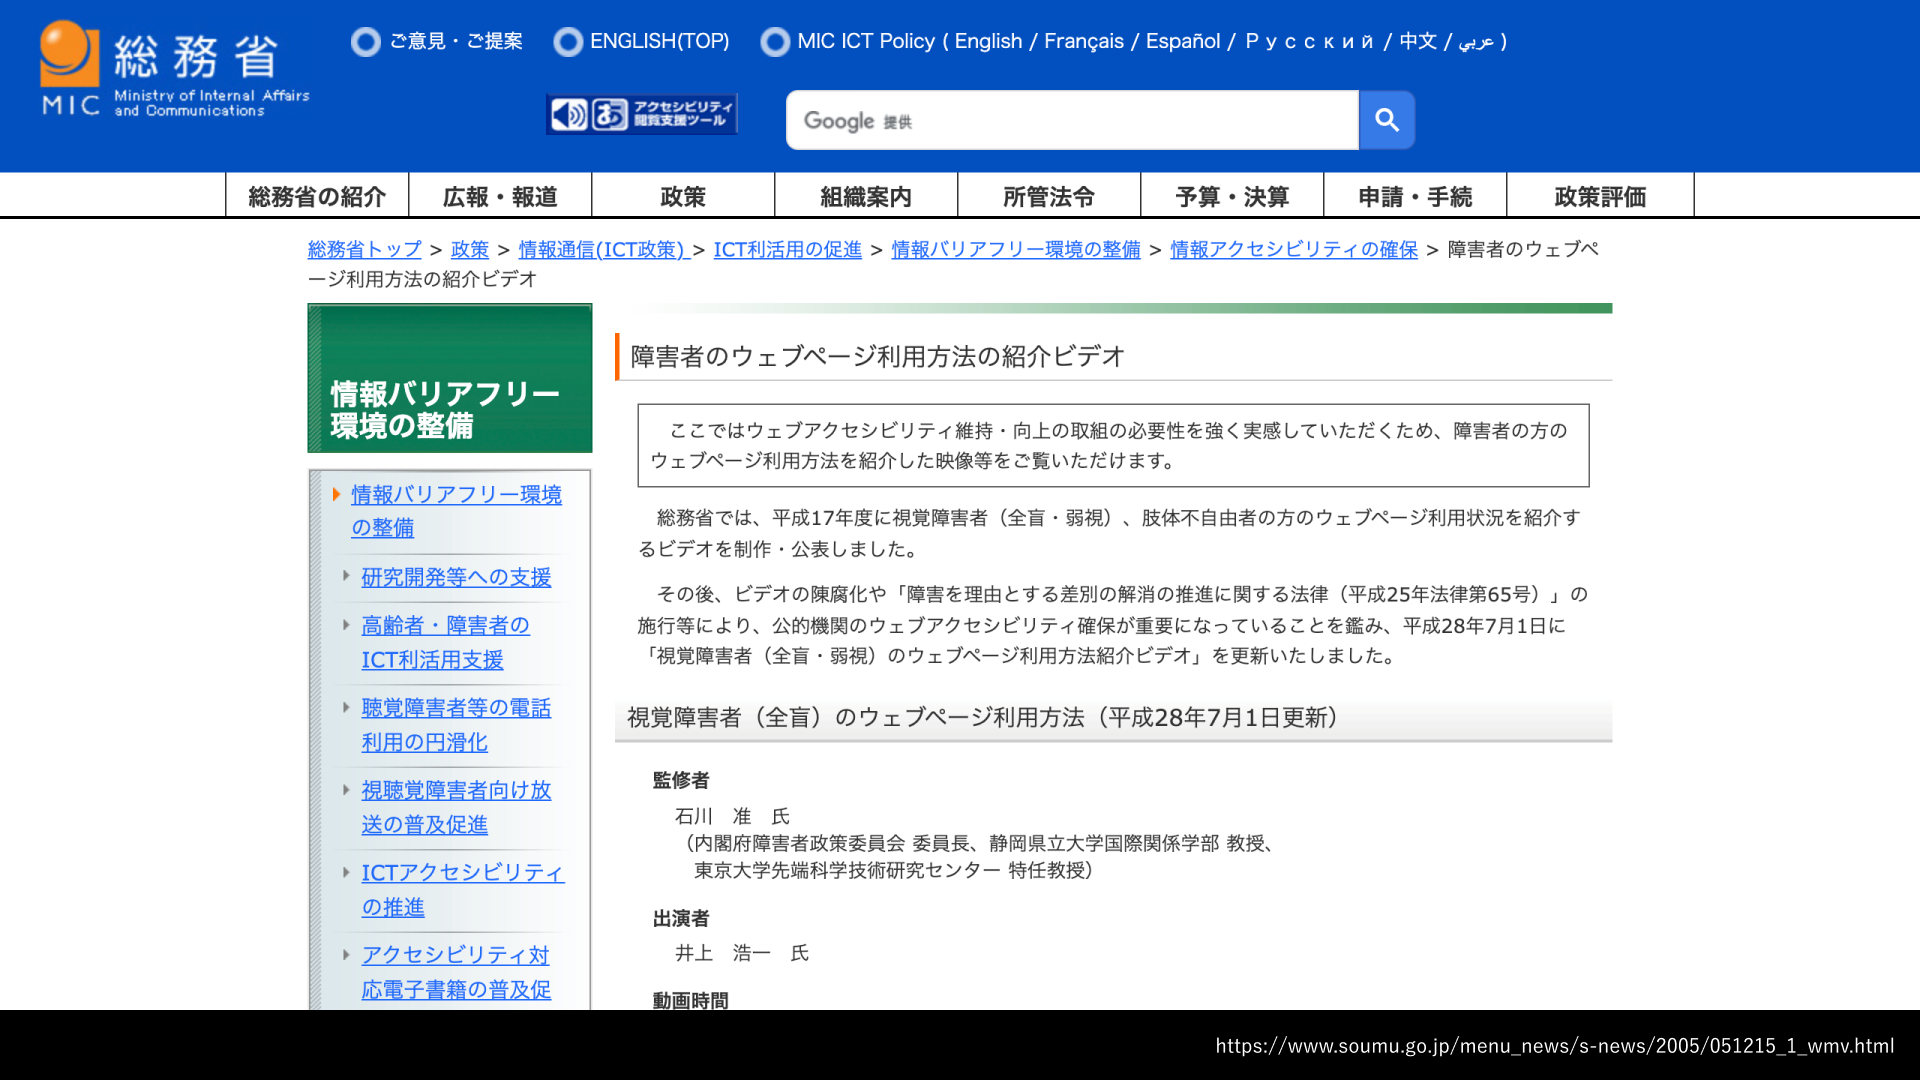 総務省
MIC
Ministry of Internal Affairs
and Communications
ご意見・ご提案
ENGLISH(TOP)
MIC ICT Policy ( English / Français / Español / Русский / 中文 / عربي )
あ
アクセシビリティ
閲覧支援ツール
Google 提供
総務省の紹介
広報・報道
政策
組織案内
所管法令
予算・決算
申請・手続
政策評価
総務省トップ > 政策 > 情報通信(ICT政策) > ICT利活用の促進 > 情報バリアフリー環境の整備 > 情報アクセシビリティの確保 > 障害者のウェブペ
ージ利用方法の紹介ビデオ
情報バリアフリー
環境の整備
情報バリアフリー環境
の整備
研究開発等への支援
高齢者・障害者の
ICT利活用支援
聴覚障害者等の電話
利用の円滑化
視聴覚障害者向け放
送の普及促進
ICTアクセシビリティ
の推進
アクセシビリティ対
応電子書籍の普及促
障害者のウェブページ利用方法の紹介ビデオ
ここではウェブアクセシビリティ維持・向上の取組の必要性を強く実感していただくため、障害者の方の
ウェブページ利用方法を紹介した映像等をご覧いただけます。
総務省では、平成17年度に視覚障害者（全盲・弱視）、肢体不自由者の方のウェブページ利用状況を紹介す
るビデオを制作・公表しました。
その後、ビデオの陳腐化や「障害を理由とする差別の解消の推進に関する法律（平成25年法律第65号）」の
施行等により、公的機関のウェブアクセシビリティ確保が重要になっていることを鑑み、平成28年7月1日に
「視覚障害者（全盲・弱視）のウェブページ利用方法紹介ビデオ」を更新いたしました。
視覚障害者（全盲）のウェブページ利用方法（平成28年7月1日更新）
監修者
石川　准　氏
（内閣府障害者政策委員会 委員長、静岡県立大学国際関係学部 教授、
東京大学先端科学技術研究センター 特任教授）
出演者
井上　浩一　氏
動画時間
https://www.soumu.go.jp/menu_news/s-news/2005/051215_1_wmv.html